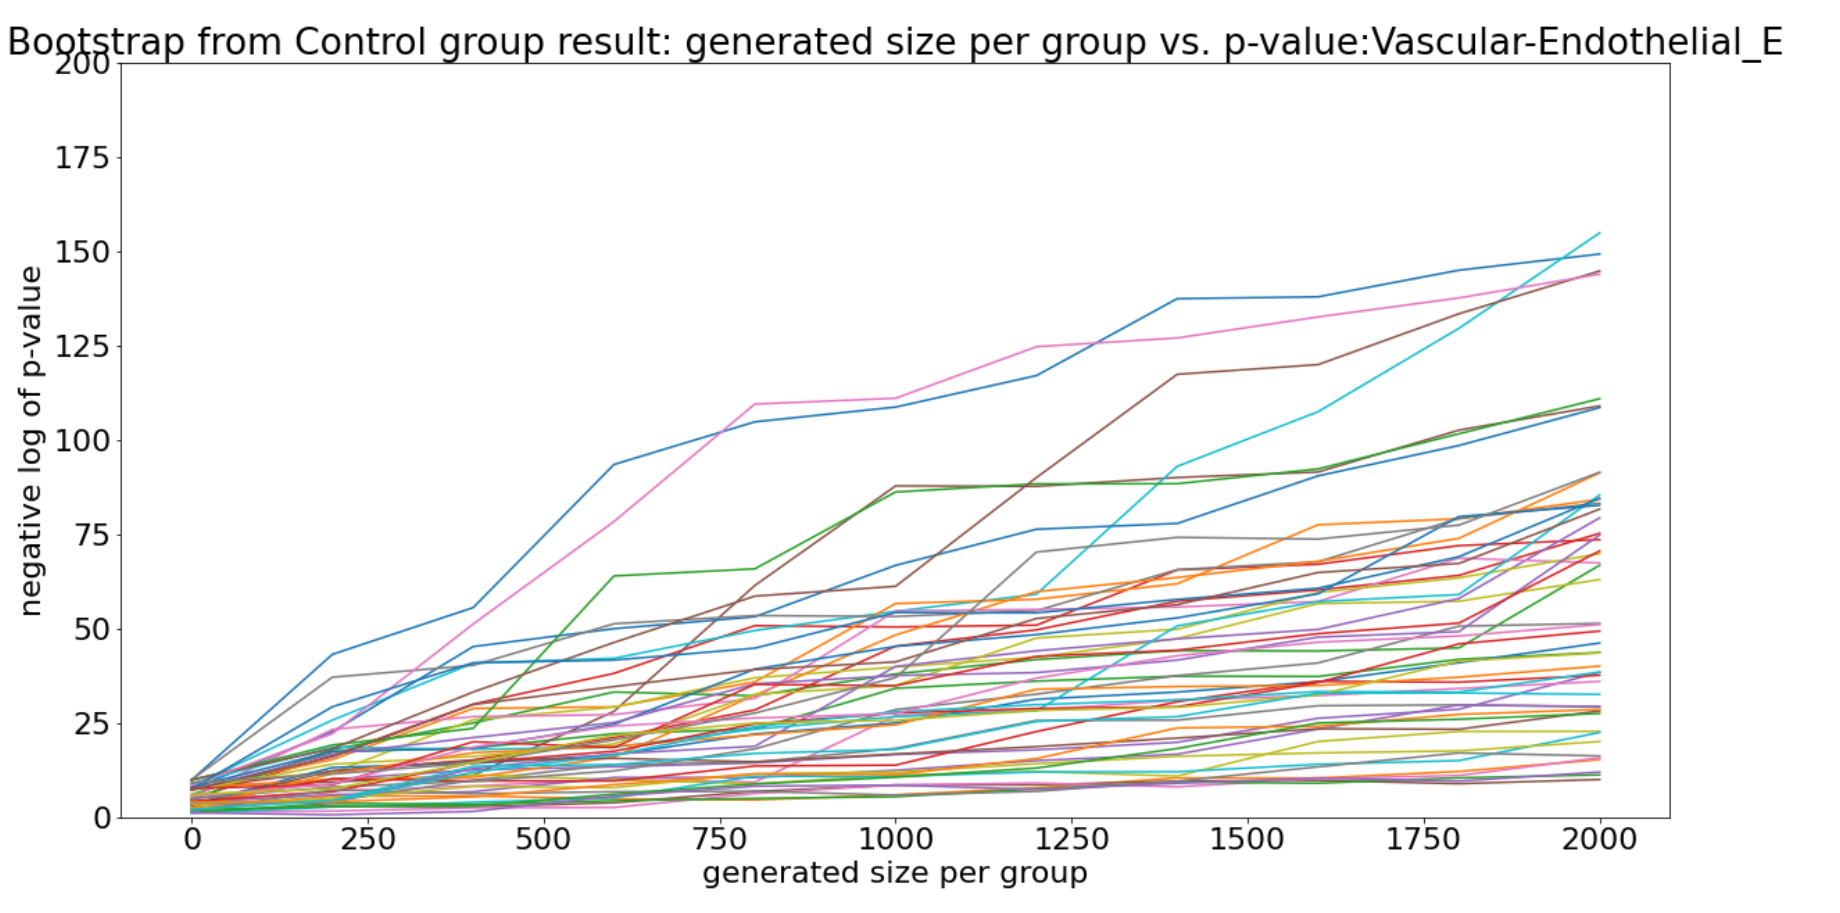 Bootstrap from Control group result: generated size per group vs. p-value:Vascular-Endothelial_E
200
175
150
125
100
75
50
25
0
negative log of p-value
0 250 500 750 1000 1250 1500 1750 2000
generated size per group